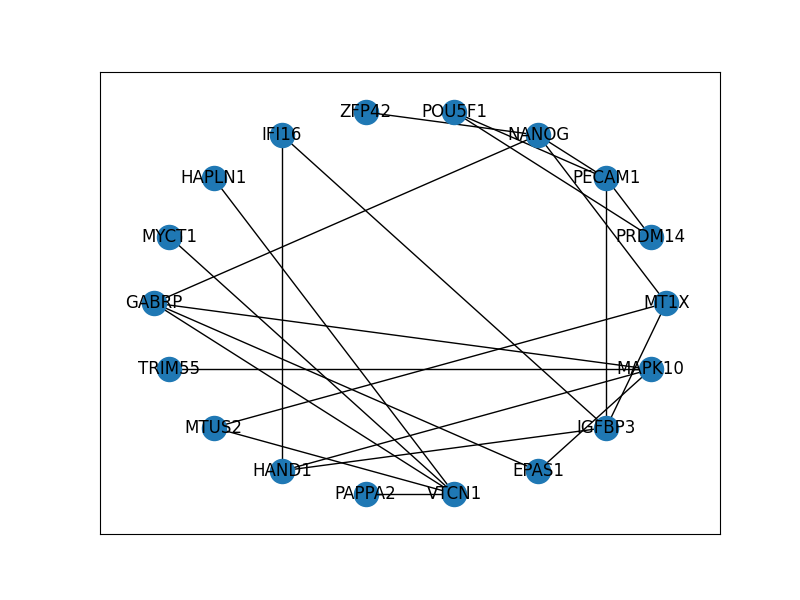 ZFP42
POU5F1
IFI16
NANOG
HAPLN1
PECAM1
MYCT1
PRDM14
GABRP
MT1X
TRIM55
MAPK10
MTUS2
IGFBP3
HAND1
EPAS1
PAPPA2
VTCN1